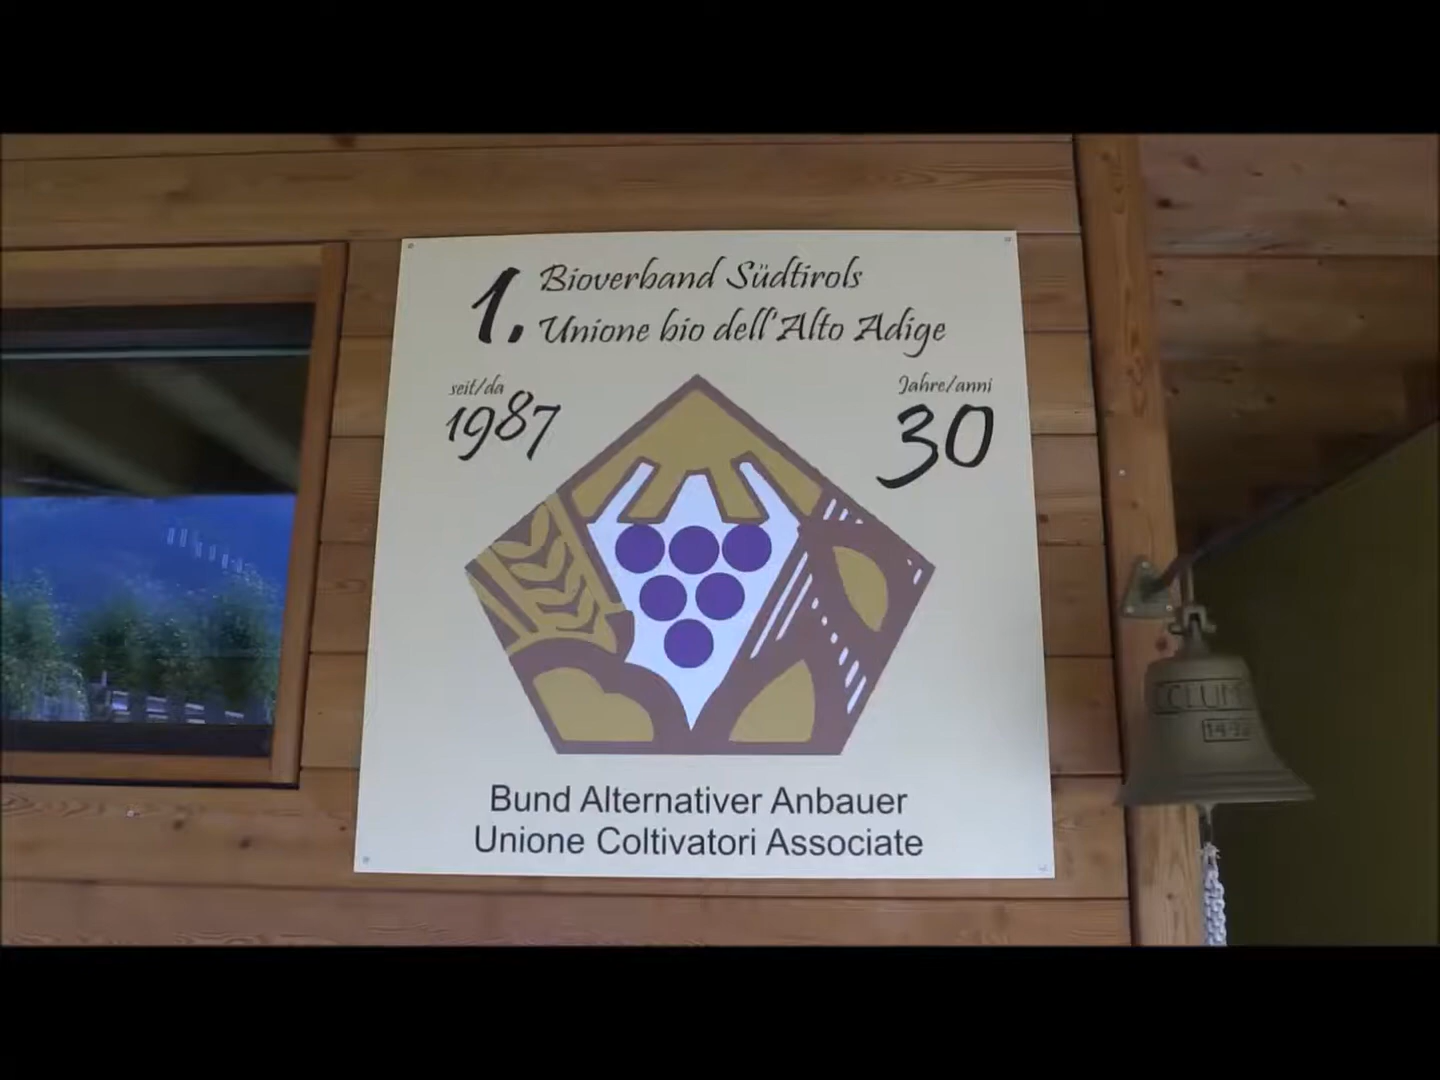 1. Bioverband Südtirols
Unione bio dell'Alto Adige
seit/da
1987
Jahre/anni
30
Bund Alternativer Anbauer
Unione Coltivatori Associate